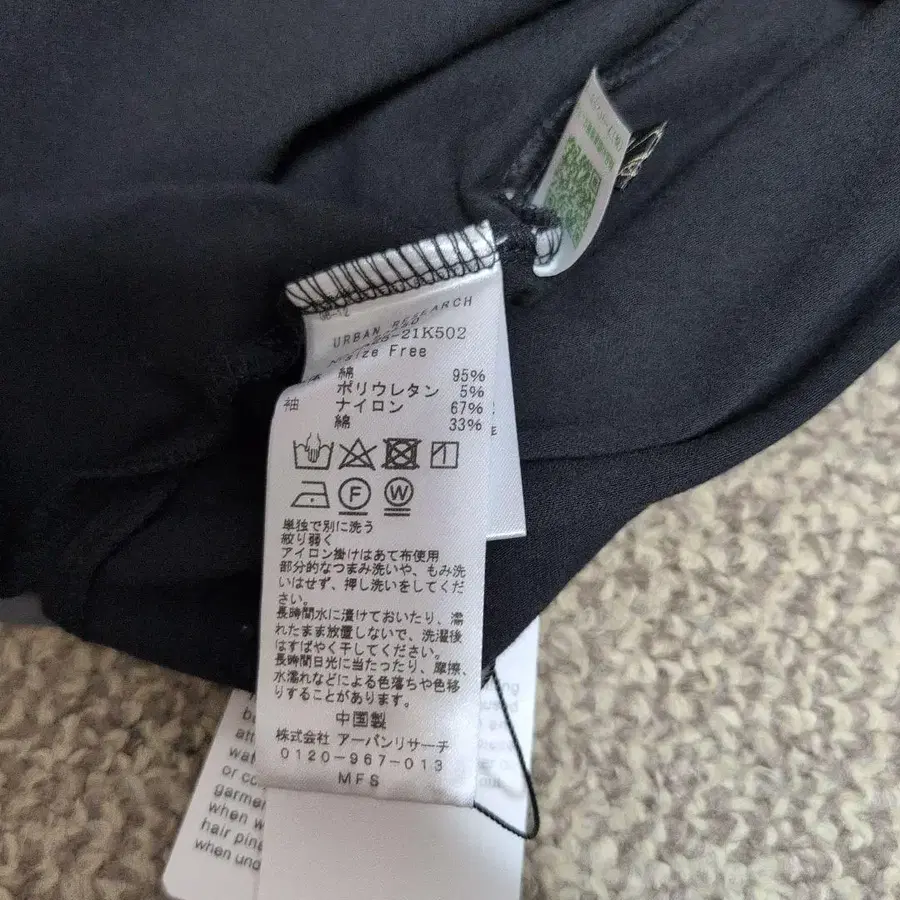 URBAN RESEARCH
-21K502
Size Free
綿 95%
ポリウレタン 5%
袖 ナイロン 67%
綿 33%
F W
単独で別に洗う
絞り弱く
アイロン掛けはあて布使用
部分的なつまみ洗いや、もみ洗
いはせず、押し洗いをしてくだ
さい。
長時間水に漬けておいたり、濡
れたまま放置しないで、洗濯後
はすばやく干してください。
長時間日光に当たったり、摩擦、
水濡れなどによる色落ちや色移
りすることがあります。
中国製
株式会社 アーバンリサーチ
0120-967-013
MFS
or
when
hair
when